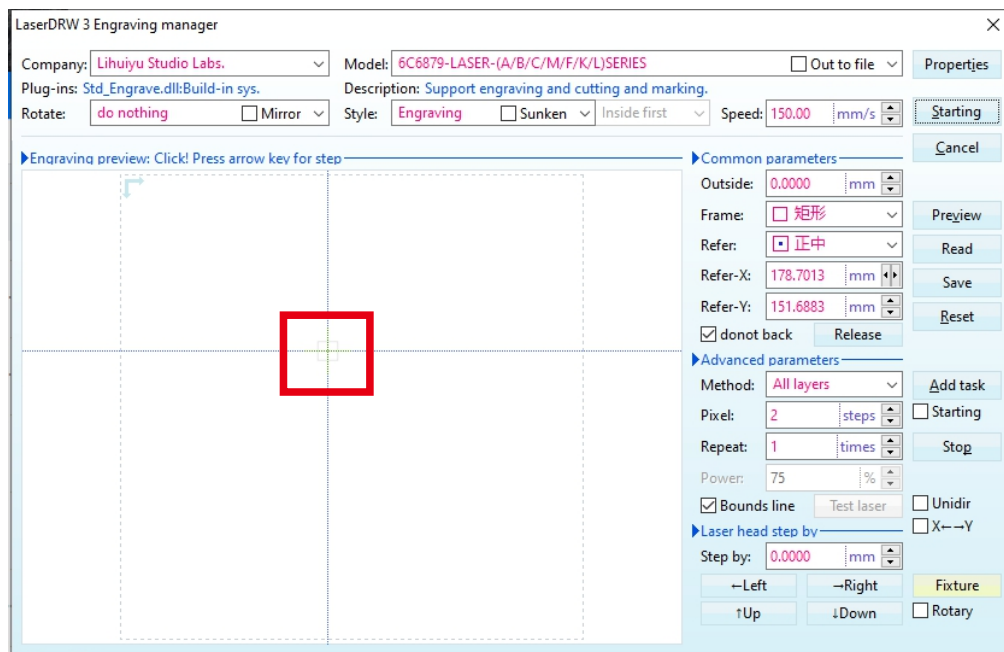 LaserDRW 3 Engraving manager
Company: Lihuiyu Studio Labs. Model: 6C6879-LASER-(A/B/C/M/F/K/L)SERIES Out to file Properties
Plug-ins: Std_Engrave.dll:Build-in sys. Description: Support engraving and cutting and marking.
Rotate: do nothing Mirror Style: Engraving Sunken Inside first Speed: 150.00 mm/s Starting
Cancel
Engraving preview: Click! Press arrow key for step Common parameters
Outside: 0.0000 mm
Frame: 矩形 Preview
Refer: 正中 Read
Refer-X: 178.7013 mm Save
Refer-Y: 151.6883 mm Reset
donot back Release
Advanced parameters
Method: All layers Add task
Pixel: 2 steps Starting
Repeat: 1 times Stop
Power: 75 %
Bounds line Test laser Unidir
Laser head step by X←→Y
Step by: 0.0000 mm
←Left →Right Fixture
↑Up ↓Down Rotary